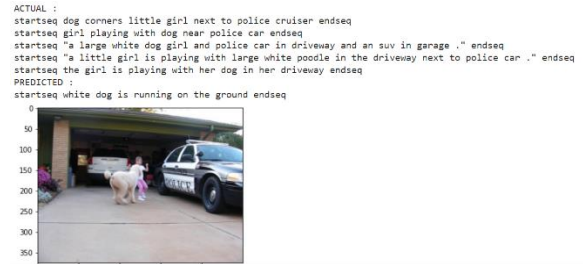 ACTUAL :
startseq dog corners little girl next to police cruiser endseq
startseq girl playing with dog near police car endseq
startseq "a large white dog girl and police car in driveway and an suv in garage ." endseq
startseq "a little girl is playing with large white poodle in the driveway next to police car ." endseq
startseq the girl is playing with her dog in her driveway endseq
PREDICTED :
startseq white dog is running on the ground endseq
0
50
100
150
200
250
300
350
POLICE